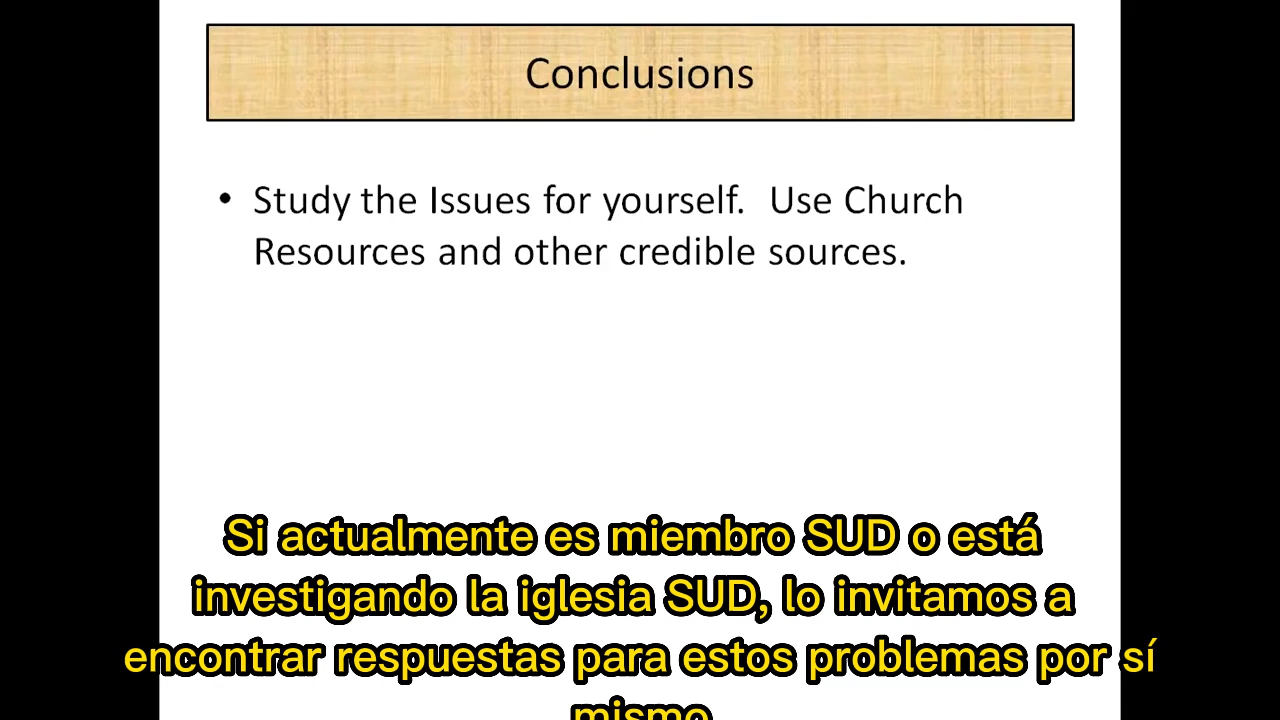 Conclusions
• Study the Issues for yourself.  Use Church
Resources and other credible sources.
Si actualmente es miembro SUD o está
investigando la iglesia SUD, lo invitamos a
encontrar respuestas para estos problemas por sí
mismo